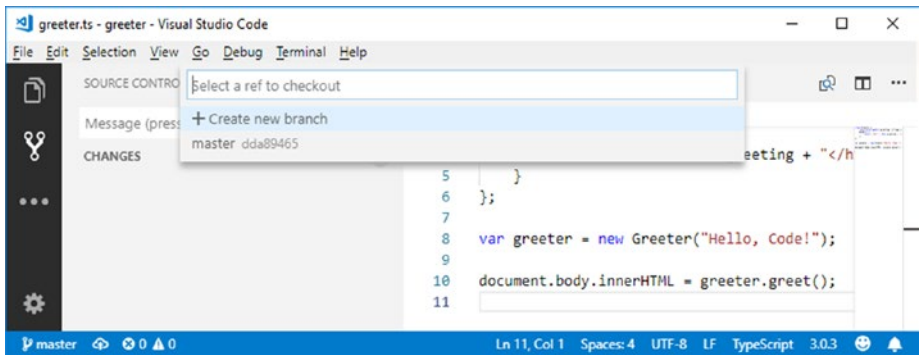 greeter.ts - greeter - Visual Studio Code
File Edit Selection View Go Debug Terminal Help
SOURCE CONTRO
Select a ref to checkout
Message (press
+ Create new branch
master dda89465
CHANGES
eeting + "</h
5 }
6 };
7
8 var greeter = new Greeter("Hello, Code!");
9
10 document.body.innerHTML = greeter.greet();
11
master 0 0 Ln 11, Col 1 Spaces: 4 UTF-8 LF TypeScript 3.0.3